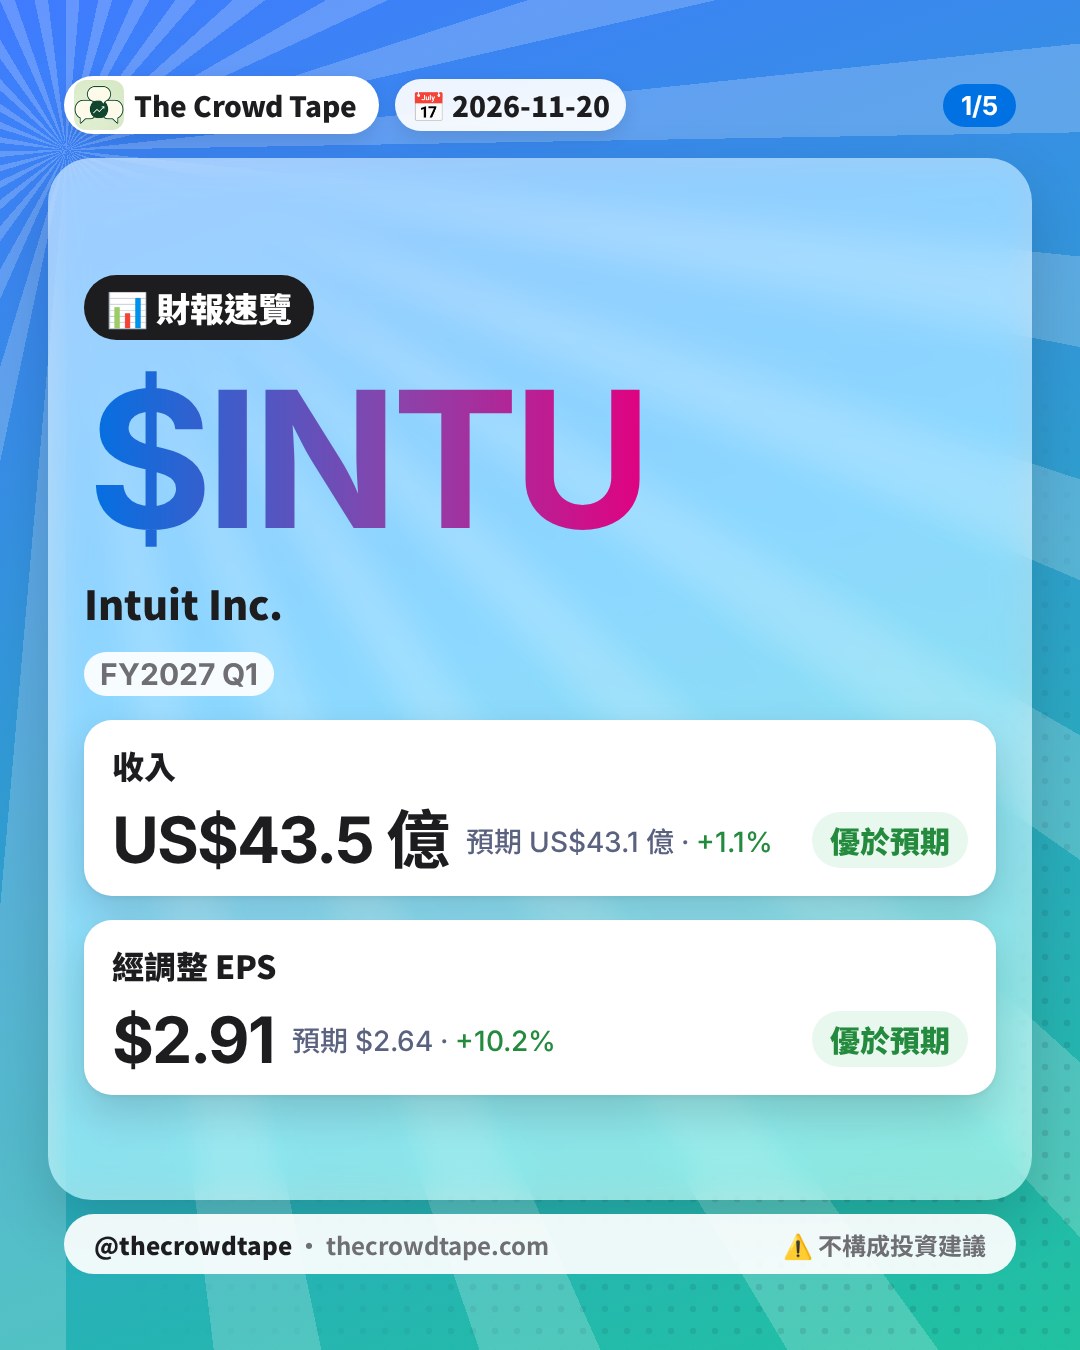 The Crowd Tape
2026-11-20
1/5
財報速覽
$INTU
Intuit Inc.
FY2027 Q1
收入
US$43.5 億 預期 US$43.1 億 · +1.1% 優於預期
經調整 EPS
$2.91 預期 $2.64 · +10.2% 優於預期
@thecrowdtape • thecrowdtape.com 不構成投資建議